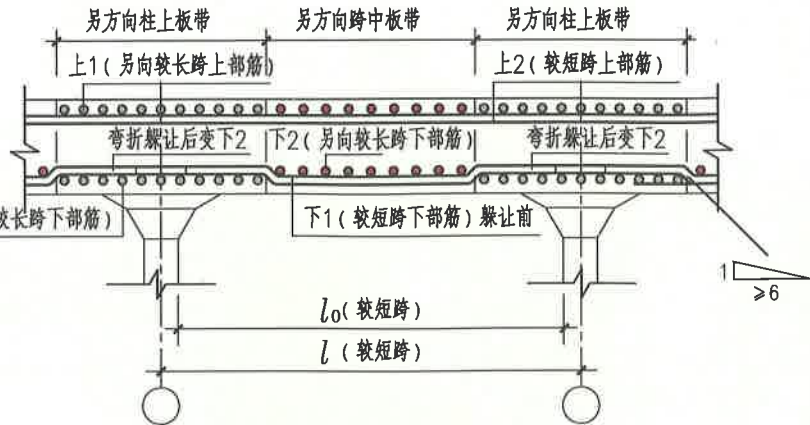 另方向柱上板带 另方向跨中板带 另方向柱上板带
上1(另向较长跨上部筋) 上2(较短跨上部筋)
弯折躲让后变下2 下2(另向较长跨下部筋) 弯折躲让后变下2
较长跨下部筋) 下1(较短跨下部筋)躲让前
1
≥6
l0(较短跨)
l(较短跨)